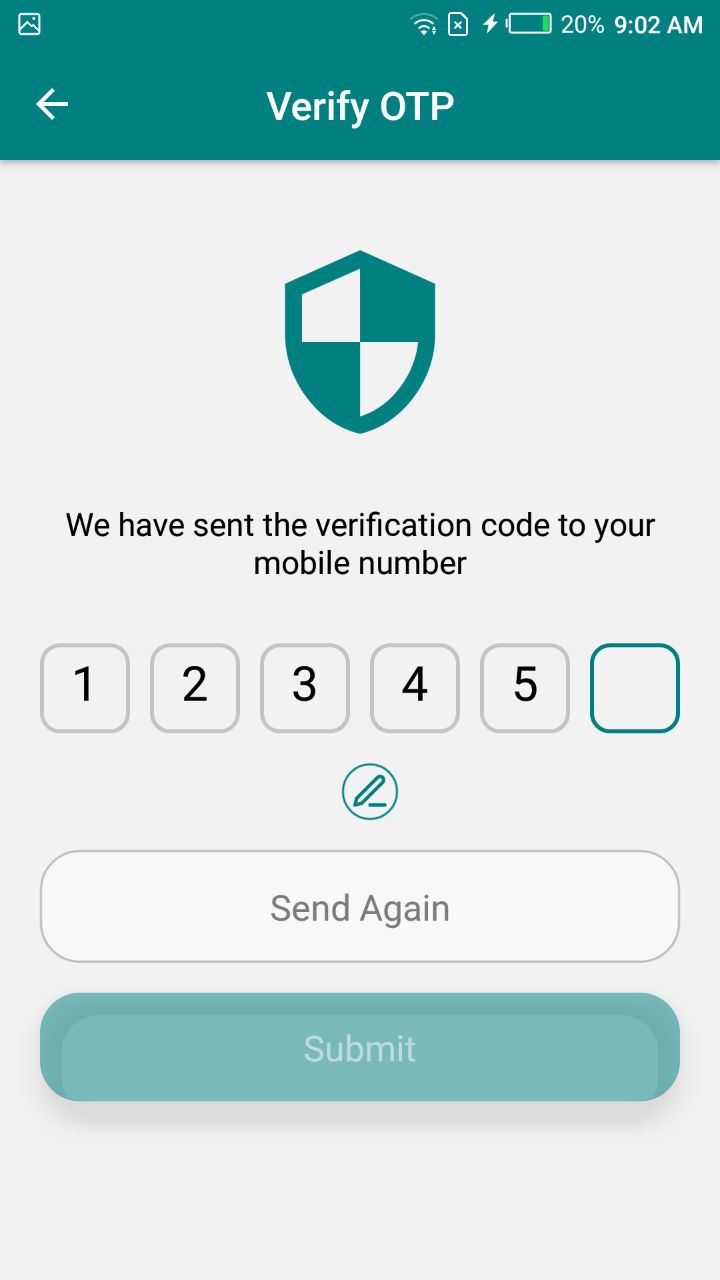 20% 9:02 AM
Verify OTP
We have sent the verification code to your
mobile number
1 2 3 4 5
Send Again
Submit